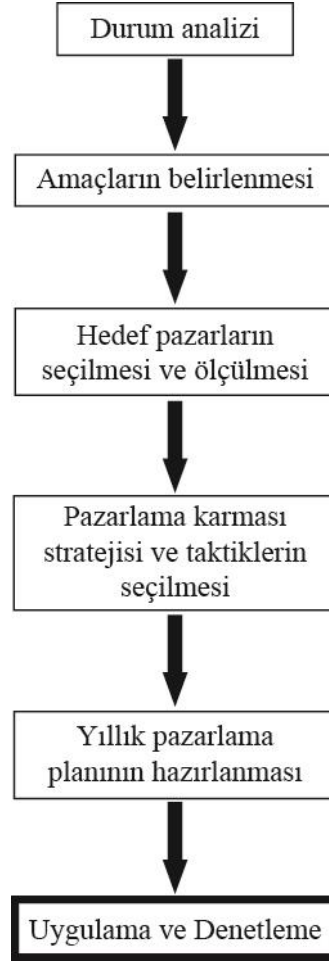 Durum analizi
Amaçların belirlenmesi
Hedef pazarların
seçilmesi ve ölçülmesi
Pazarlama karması
stratejisi ve taktiklerin
seçilmesi
Yıllık pazarlama
planının hazırlanması
Uygulama ve Denetleme